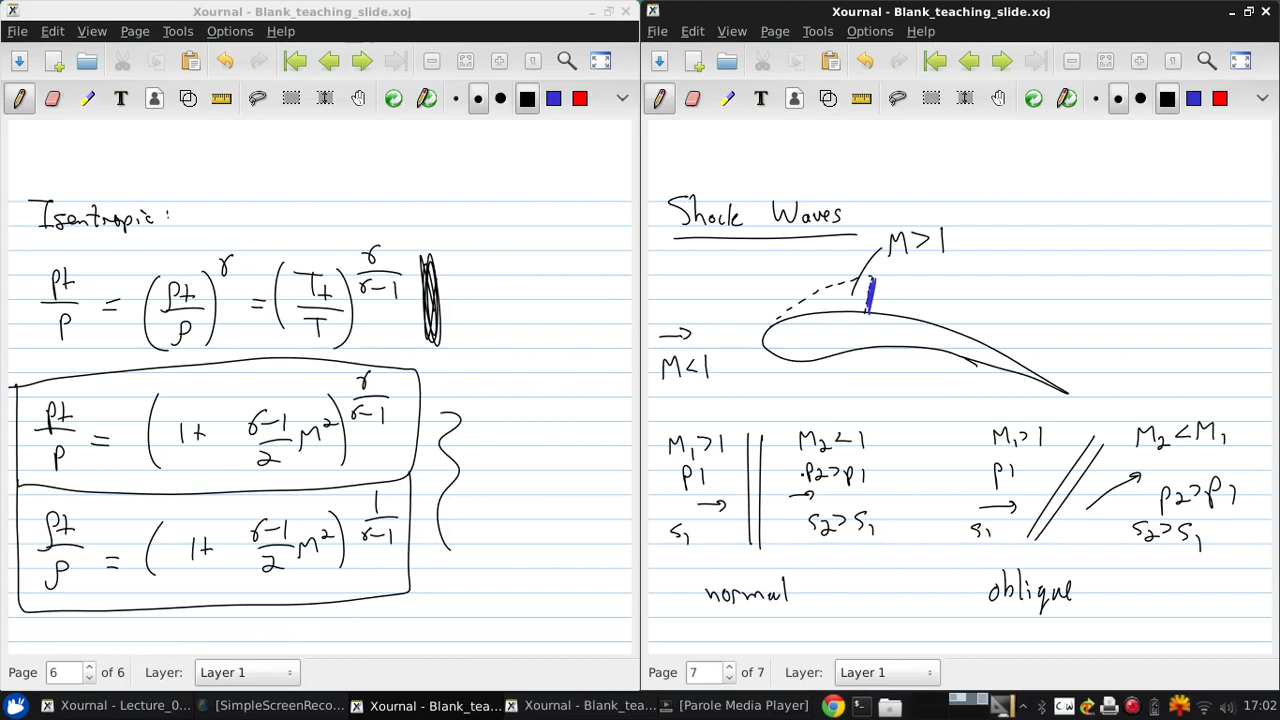 Xournal - Blank_teaching_slide.xoj
File Edit View Page Tools Options Help
Isentropic:
pt/p = (ρt/ρ)^γ = (Tt/T)^(γ/(γ-1))
pt/p = (1+ (γ-1)/2 M²)^(γ/(γ-1))
ρt/ρ = (1+ (γ-1)/2 M²)^(1/(γ-1))
Page 6 of 6 Layer: Layer 1
Xournal - Blank_teaching_slide.xoj
File Edit View Page Tools Options Help
Shock Waves
M>1
M<1
M₁>1 M₂<1 M₁>1 M₂<M₁
p1 p2>p1 p1 p2>p1
s₁ s₂>s₁ s₁ s₂>s₁
normal oblique
Page 7 of 7 Layer: Layer 1
Xournal - Lecture_0... [SimpleScreenReco... Xournal - Blank_tea... Xournal - Blank_tea... [Parole Media Player] 17:02